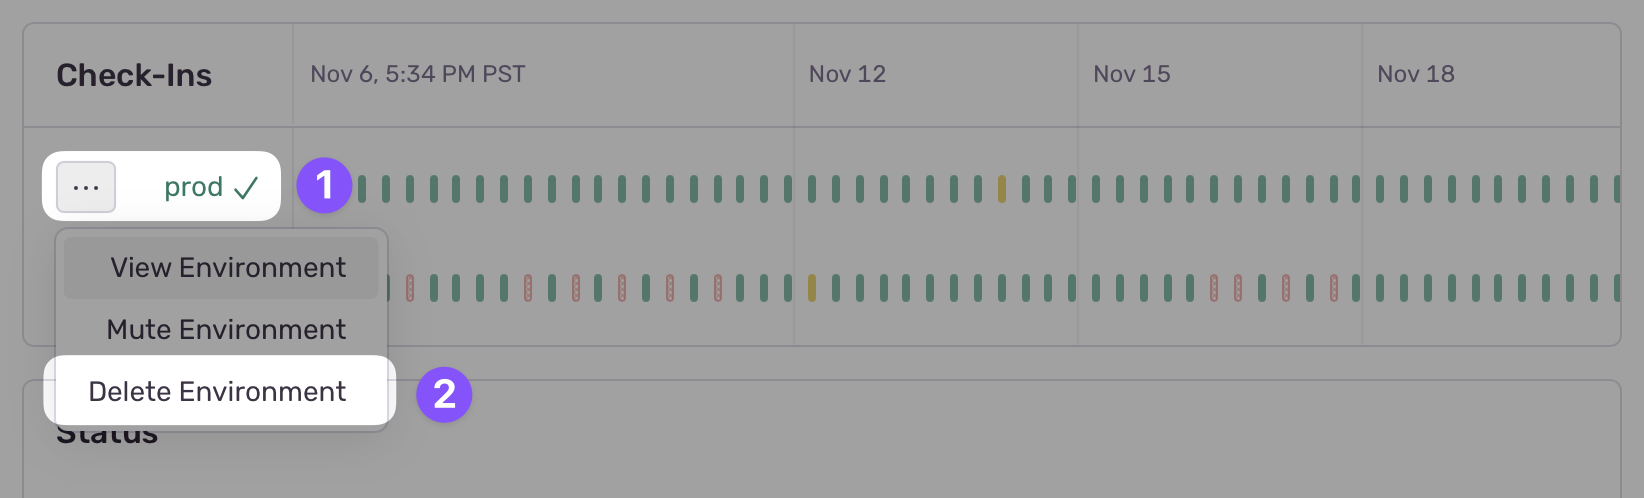 Check-Ins
Nov 6, 5:34 PM PST
Nov 12
Nov 15
Nov 18
... prod ✓
1
View Environment
Mute Environment
Delete Environment
2
Status